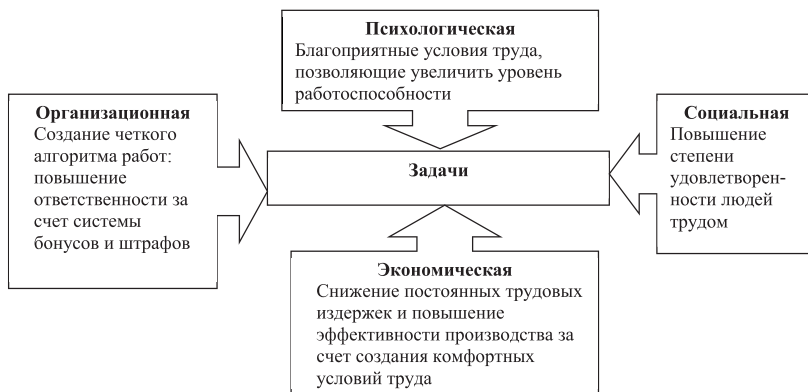 Психологическая
Благоприятные условия труда,
позволяющие увеличить уровень
работоспособности
Организационная
Создание четкого
алгоритма работ:
повышение
ответственности за
счет системы
бонусов и штрафов
Задачи
Социальная
Повышение
степени
удовлетворен-
ности людей
трудом
Экономическая
Снижение постоянных трудовых
издержек и повышение
эффективности производства за
счет создания комфортных
условий труда